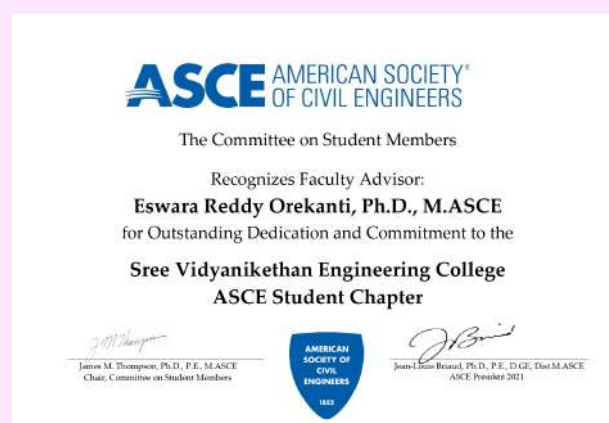 ASCE AMERICAN SOCIETY®
OF CIVIL ENGINEERS
The Committee on Student Members
Recognizes Faculty Advisor:
Eswara Reddy Orekanti, Ph.D., M.ASCE
for Outstanding Dedication and Commitment to the
Sree Vidyanikethan Engineering College
ASCE Student Chapter
James M. Thompson, Ph.D., P.E., M.ASCE
Chair, Committee on Student Members
AMERICAN
SOCIETY OF
CIVIL
ENGINEERS
1852
Jean-Louis Briaud, Ph.D., P.E., D.GE, Dist.M.ASCE
ASCE President 2021